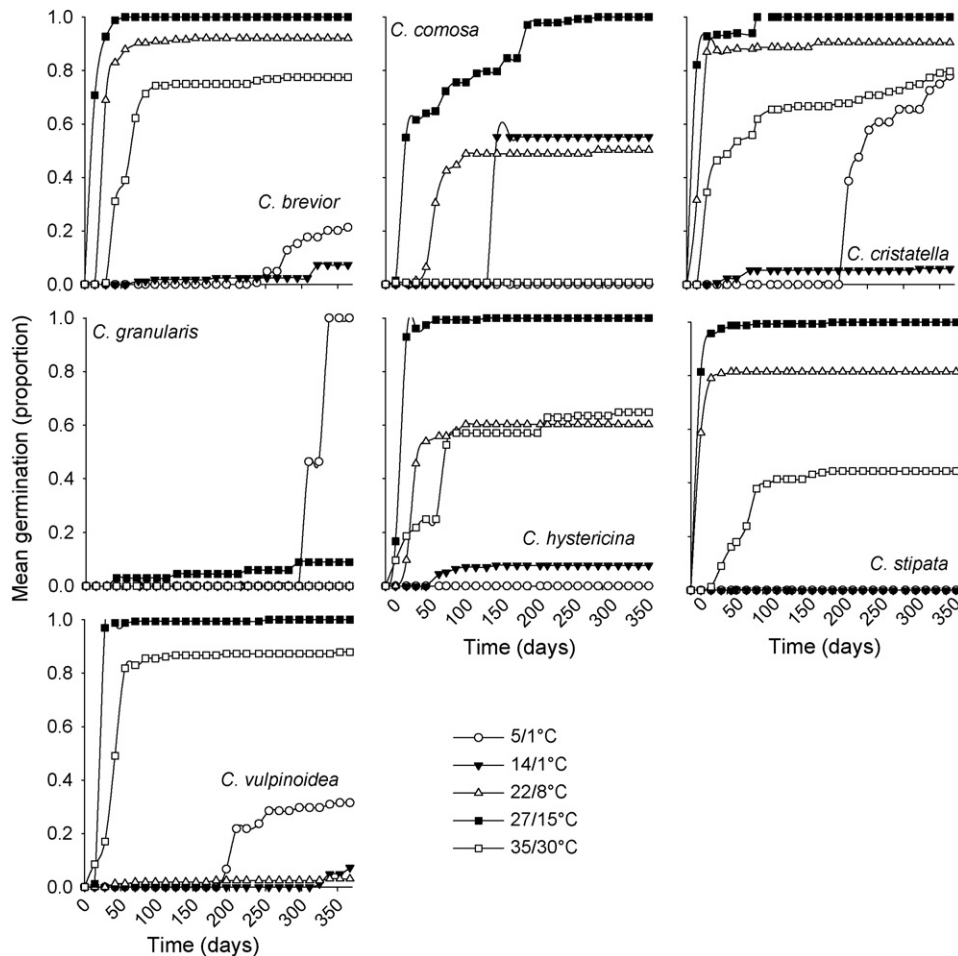 1.0
0.8
0.6
0.4
0.2
0.0
C. brevior
C. comosa
C. cristatella
Mean germination (proportion)
1.0
0.8
0.6
0.4
0.2
0.0
C. granularis
C. hystericina
0
50
100
150
200
250
300
350
Time (days)
C. stipata
0
50
100
150
200
250
300
350
Time (days)
1.0
0.8
0.6
0.4
0.2
0.0
C. vulpinoidea
0
50
100
150
200
250
300
350
Time (days)
5/1°C
14/1°C
22/8°C
27/15°C
35/30°C